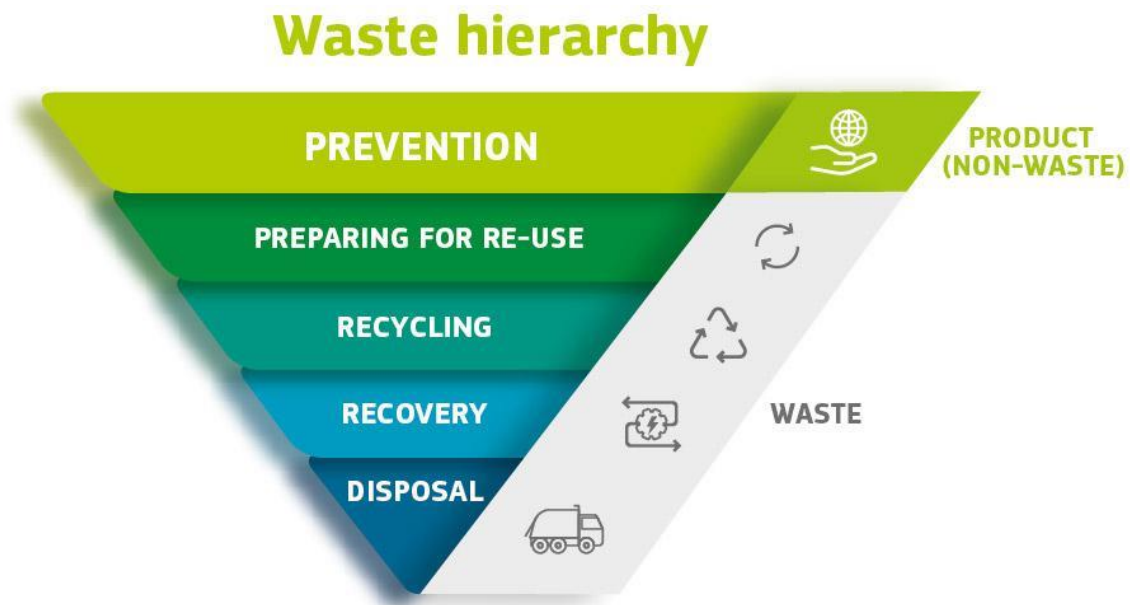 Waste hierarchy
PREVENTION
PRODUCT
(NON-WASTE)
PREPARING FOR RE-USE
RECYCLING
RECOVERY
WASTE
DISPOSAL